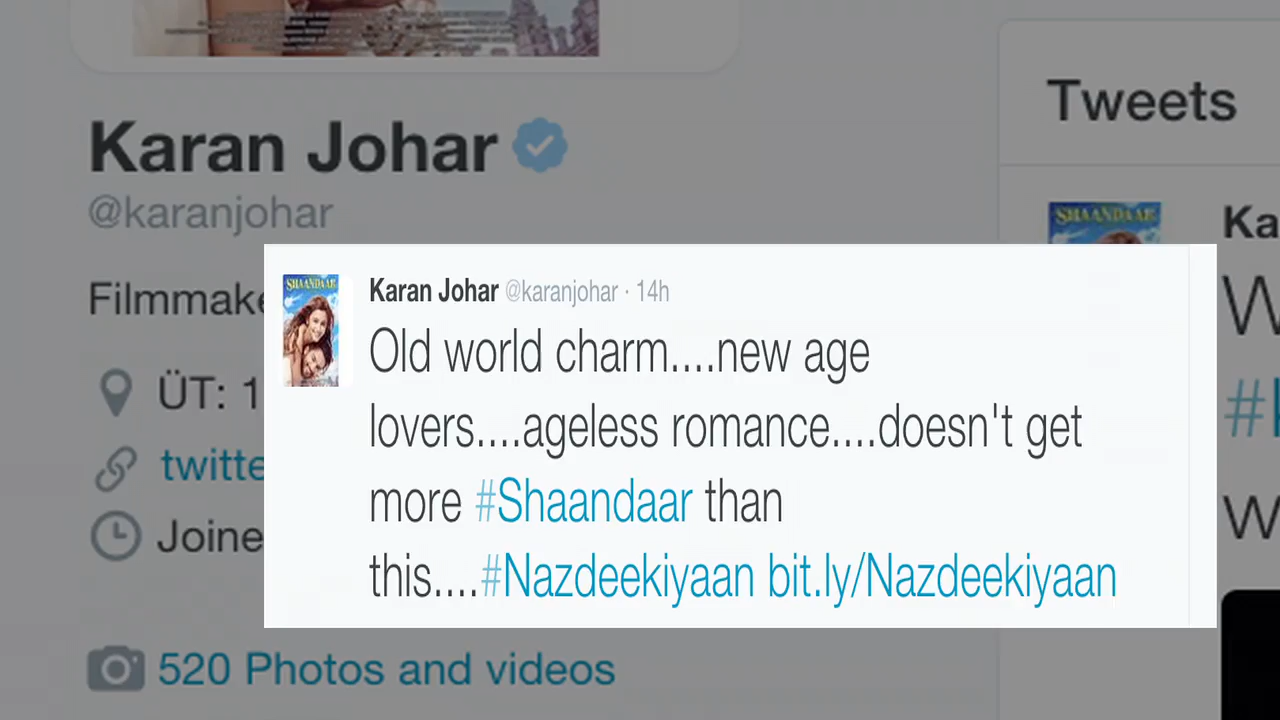 Karan Johar
@karanjohar
Tweets
SHAANDAAR
Ka
Filmmake
W
ÜT: 1
#
twitte
Joine
W
520 Photos and videos
SHAANDAAR
Karan Johar @karanjohar · 14h
Old world charm....new age
lovers....ageless romance....doesn't get
more #Shaandaar than
this....#Nazdeekiyaan bit.ly/Nazdeekiyaan